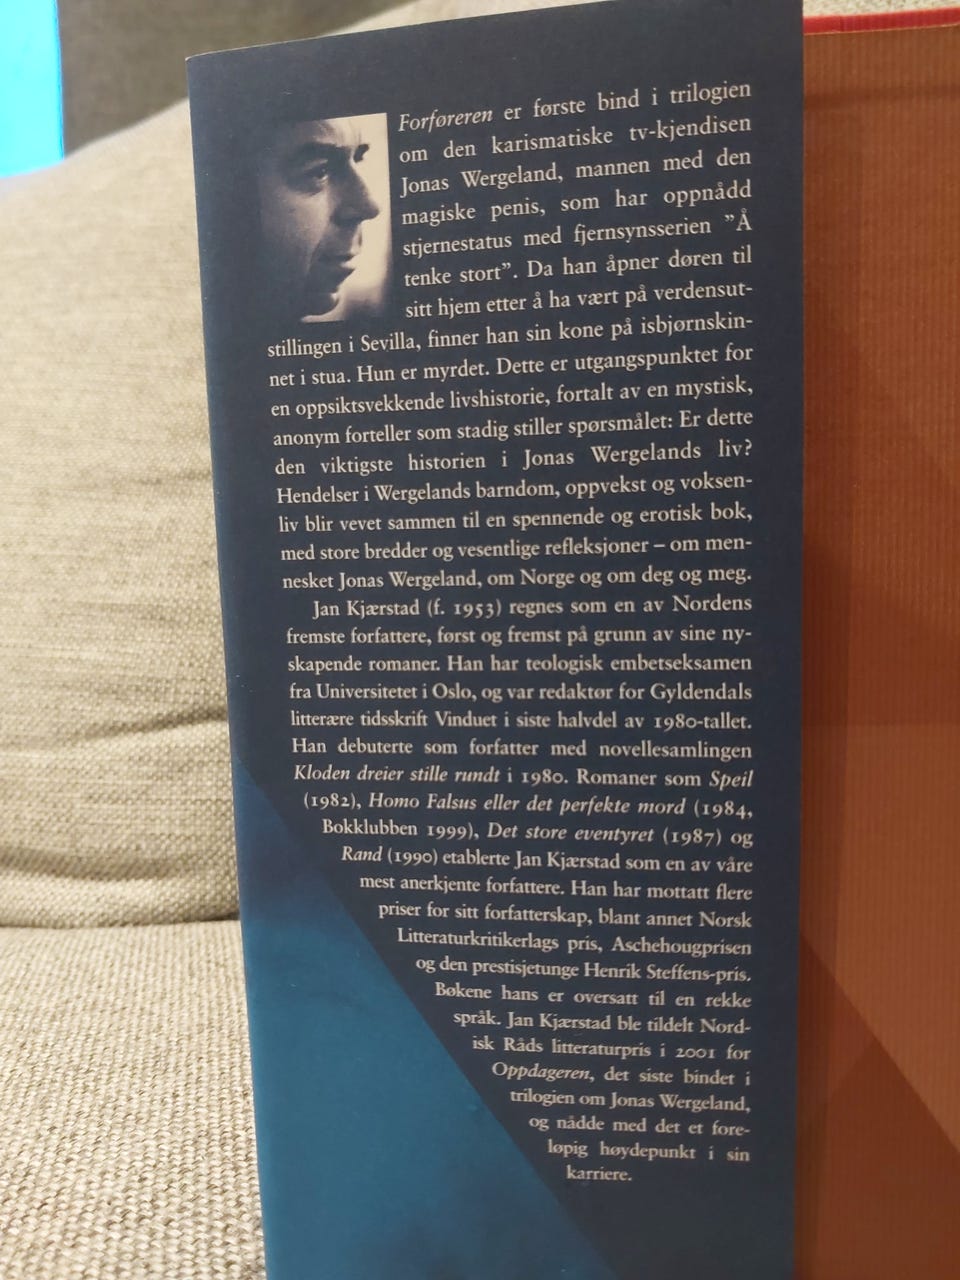 Forføreren er første bind i trilogien
om den karismatiske tv-kjendisen
Jonas Wergeland, mannen med den
magiske penis, som har oppnådd
stjernestatus med fjernsynsserien ”Å
tenke stort”. Da han åpner døren til
sitt hjem etter å ha vært på verdensut-
stillingen i Sevilla, finner han sin kone på isbjørnskin-
net i stua. Hun er myrdet. Dette er utgangspunktet for
en oppsiktsvekkende livshistorie, fortalt av en mystisk,
anonym forteller som stadig stiller spørsmålet: Er dette
den viktigste historien i Jonas Wergelands liv?
Hendelser i Wergelands barndom, oppvekst og voksen-
liv blir vevet sammen til en spennende og erotisk bok,
med store bredder og vesentlige refleksjoner – om men-
nesket Jonas Wergeland, om Norge og om deg og meg.
Jan Kjærstad (f. 1953) regnes som en av Nordens
fremste forfattere, først og fremst på grunn av sine ny-
skapende romaner. Han har teologisk embetseksamen
fra Universitetet i Oslo, og var redaktør for Gyldendals
litterære tidsskrift Vinduet i siste halvdel av 1980-tallet.
Han debuterte som forfatter med novellesamlingen
Kloden dreier stille rundt i 1980. Romaner som Speil
(1982), Homo Falsus eller det perfekte mord (1984,
Bokklubben 1999), Det store eventyret (1987) og
Rand (1990) etablerte Jan Kjærstad som en av våre
mest anerkjente forfattere. Han har mottatt flere
priser for sitt forfatterskap, blant annet Norsk
Litteraturkritikerlags pris, Aschehougprisen
og den prestisjetunge Henrik Steffens-pris.
Bøkene hans er oversatt til en rekke
språk. Jan Kjærstad ble tildelt Nord-
isk Råds litteraturpris i 2001 for
Oppdageren, det siste bindet i
trilogien om Jonas Wergeland,
og nådde med det et fore-
løpig høydepunkt i sin
karriere.